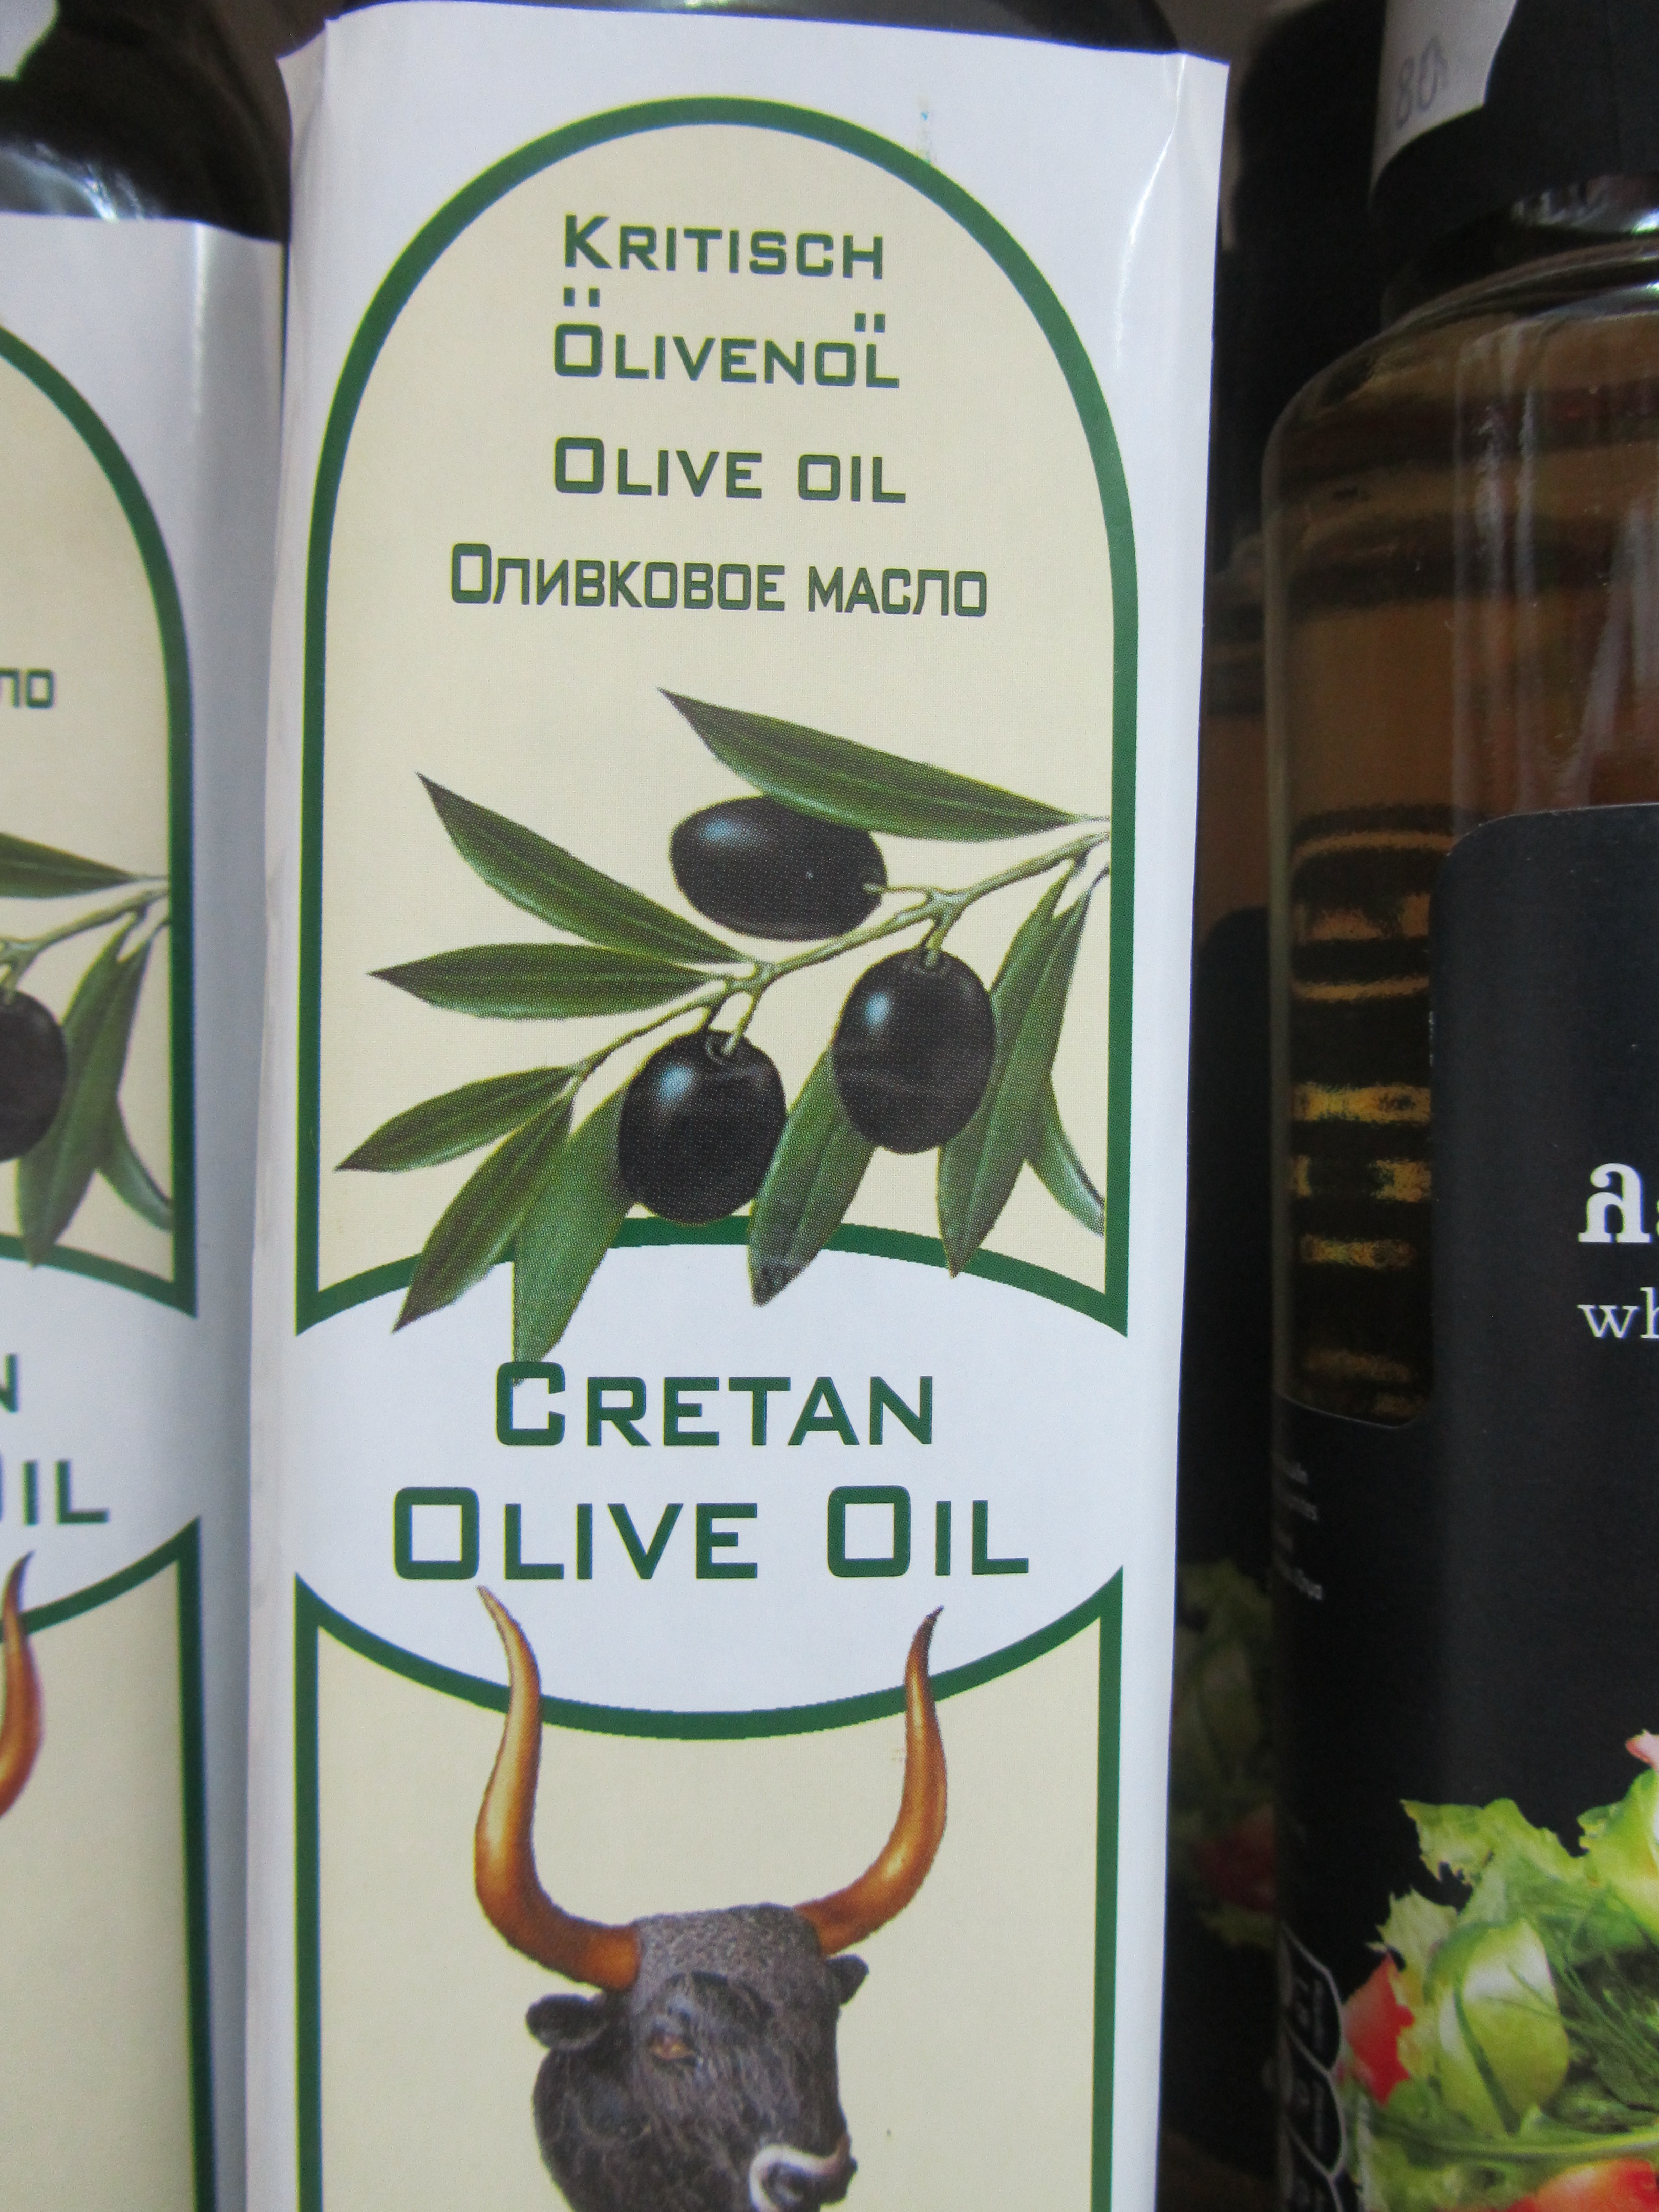 Kritisch
Ölivenöl
Olive oil
Оливковое масло
Cretan
Olive Oil